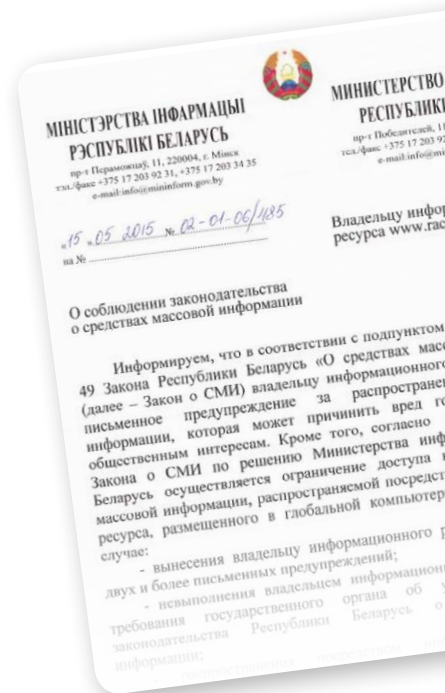 МІНІСТЭРСТВА ІНФАРМАЦЫІ
РЭСПУБЛІКІ БЕЛАРУСЬ
пр-т Пераможцаў, 11, 220004, г. Мінск
тэл./факс +375 17 203 92 31, +375 17 203 34 35
e-mail:info@mininform.gov.by
МИНИСТЕРСТВО
РЕСПУБЛИКИ
пр-т Победителей, 11
тел./факс +375 17 203 92
e-mail:info@mi
„15 „ 05 2015 № 02-01-06/485
на №
Владельцу инфор
ресурса www.rac
О соблюдении законодательства
о средствах массовой информации
Информируем, что в соответствии с подпунктом
49 Закона Республики Беларусь «О средствах масс
(далее – Закон о СМИ) владельцу информационного
письменное предупреждение за распространен
информации, которая может причинить вред го
общественным интересам. Кроме того, согласно
Закона о СМИ по решению Министерства инф
Беларусь осуществляется ограничение доступа к
массовой информации, распространяемой посредст
ресурса, размещенного в глобальной компьютер
случае:
- вынесения владельцу информационного р
двух и более письменных предупреждений;
- невыполнения владельцем информационн
требования государственного органа об у
законодательства Республики Беларусь о
информации;
- распространения посредством инф